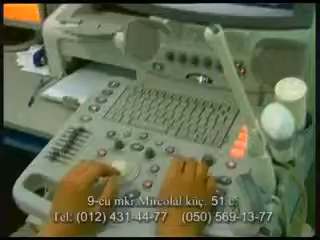 9-cu mkr. Mircəlal küç. 51 c
Tel: (012) 431-44-77 (050) 569-13-77